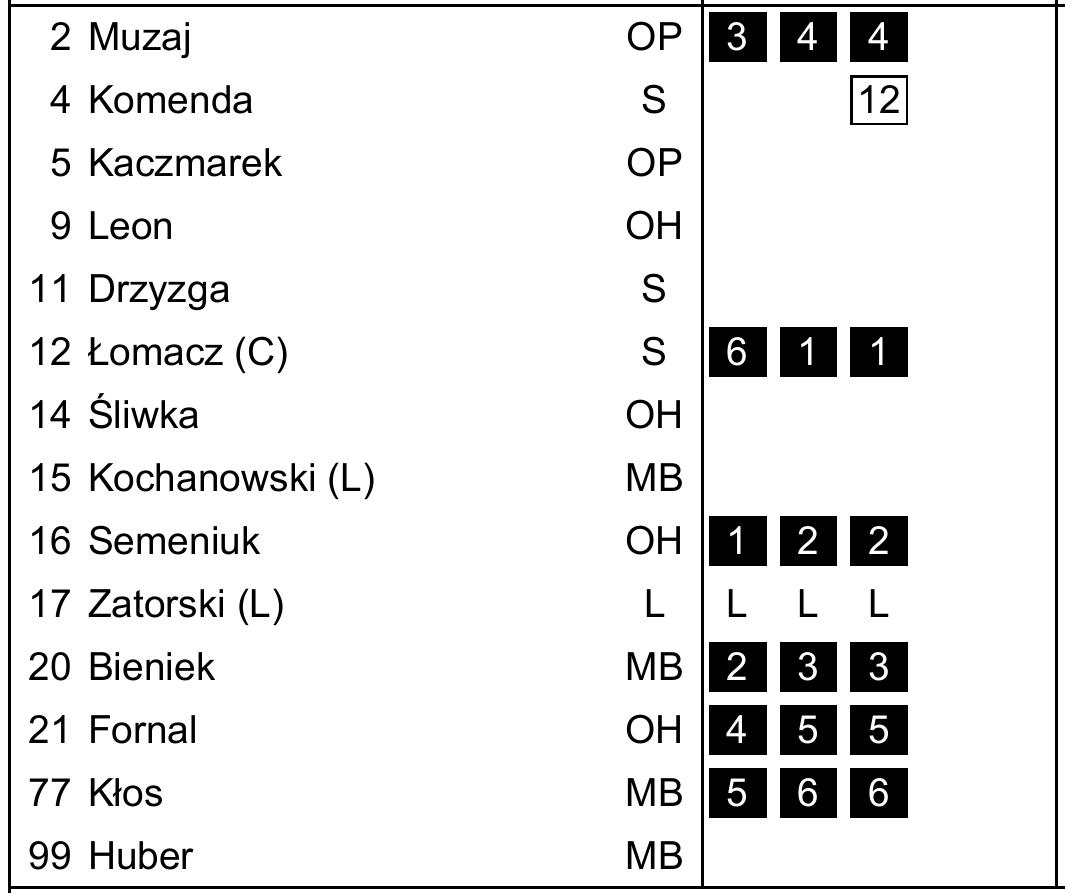 2 Muzaj OP 3 4 4
4 Komenda S 12
5 Kaczmarek OP
9 Leon OH
11 Drzyzga S
12 Łomacz (C) S 6 1 1
14 Śliwka OH
15 Kochanowski (L) MB
16 Semeniuk OH 1 2 2
17 Zatorski (L) L L L L
20 Bieniek MB 2 3 3
21 Fornal OH 4 5 5
77 Kłos MB 5 6 6
99 Huber MB